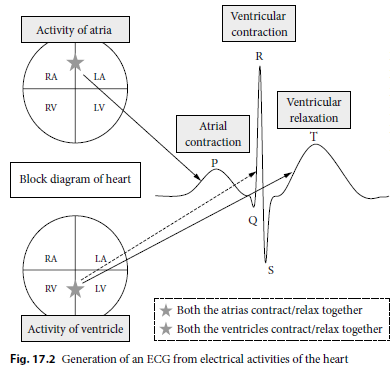 Activity of atria
RA LA
RV LV
Ventricular
contraction
R
Ventricular
relaxation
T
Atrial
contraction
P
Block diagram of heart
Q
S
RA LA
RV LV
Activity of ventricle
Both the atrias contract/relax together
Both the ventricles contract/relax together
Fig. 17.2 Generation of an ECG from electrical activities of the heart